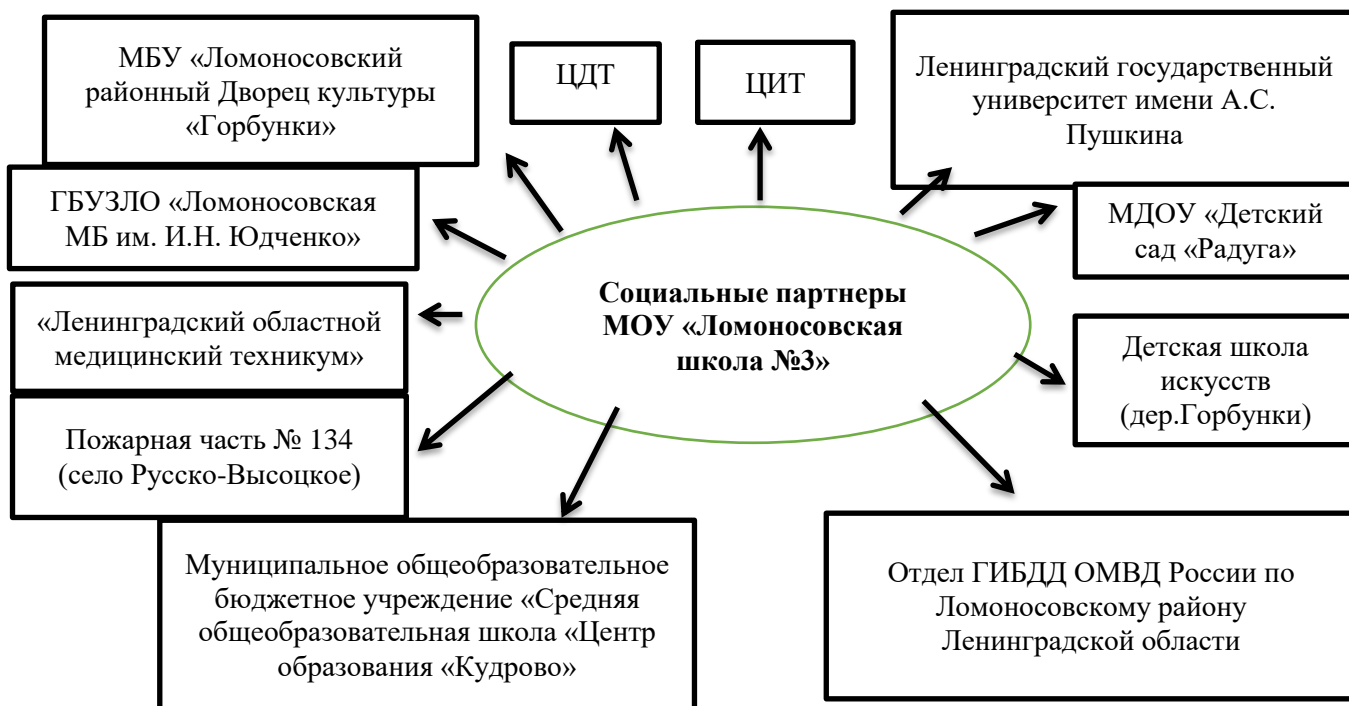 МБУ «Ломоносовский
районный Дворец культуры
«Горбунки»
ЦДТ
ЦИТ
Ленинградский государственный
университет имени А.С.
Пушкина
ГБУЗЛО «Ломоносовская
МБ им. И.Н. Юдченко»
МДОУ «Детский
сад «Радуга»
Социальные партнеры
МОУ «Ломоносовская
школа №3»
«Ленинградский областной
медицинский техникум»
Детская школа
искусств
(дер.Горбунки)
Пожарная часть № 134
(село Русско-Высоцкое)
Муниципальное общеобразовательное
бюджетное учреждение «Средняя
общеобразовательная школа «Центр
образования «Кудрово»
Отдел ГИБДД ОМВД России по
Ломоносовскому району
Ленинградской области